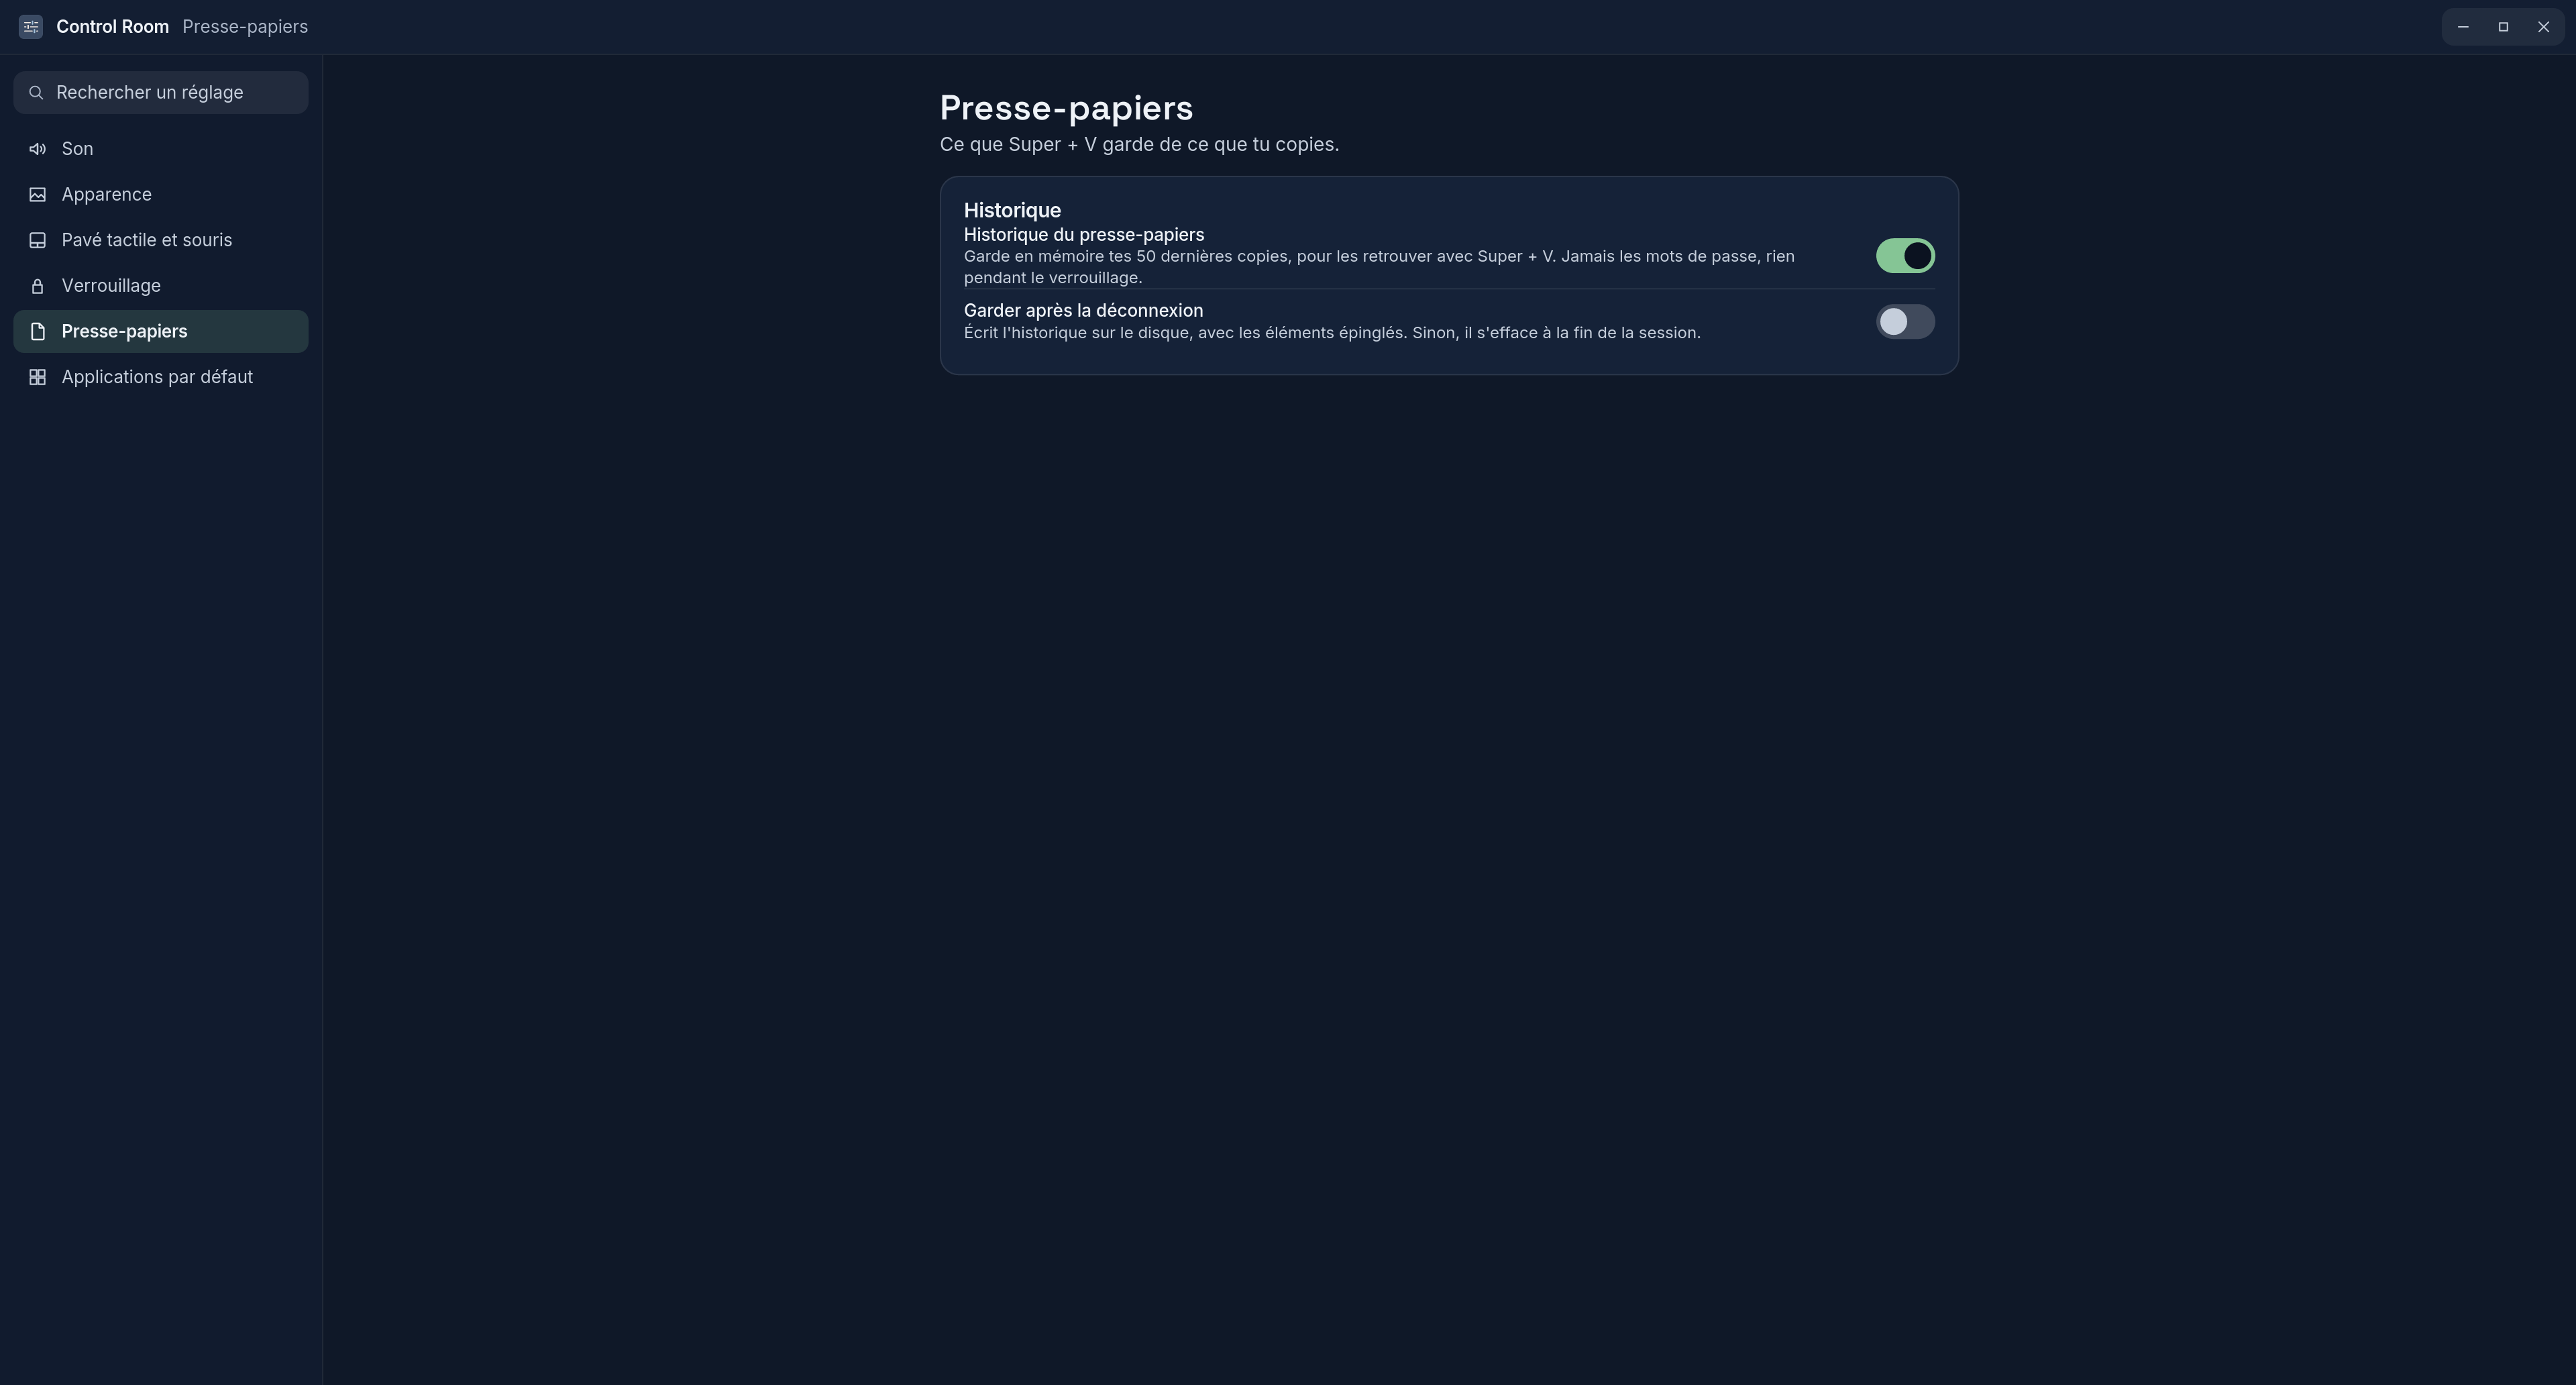 Control Room Presse-papiers
Rechercher un réglage
Son
Apparence
Pavé tactile et souris
Verrouillage
Presse-papiers
Applications par défaut
Presse-papiers
Ce que Super + V garde de ce que tu copies.
Historique
Historique du presse-papiers
Garde en mémoire tes 50 dernières copies, pour les retrouver avec Super + V. Jamais les mots de passe, rien
pendant le verrouillage.
Garder après la déconnexion
Écrit l'historique sur le disque, avec les éléments épinglés. Sinon, il s'efface à la fin de la session.